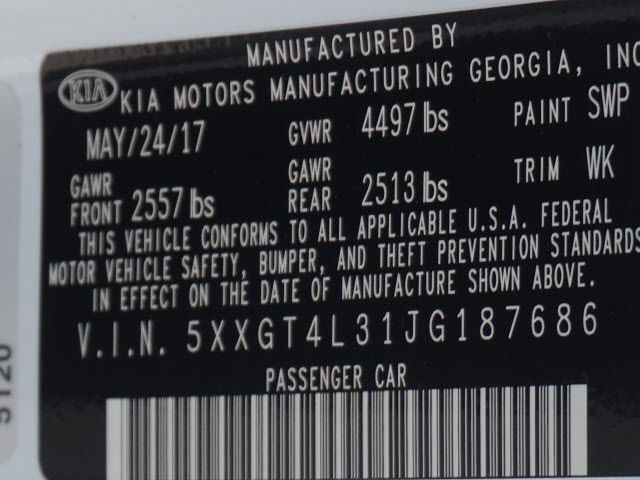 MANUFACTURED BY
KIA KIA MOTORS MANUFACTURING GEORGIA, INC
MAY/24/17 GVWR 4497 lbs PAINT SWP
GAWR FRONT 2557 lbs GAWR REAR 2513 lbs TRIM WK
THIS VEHICLE CONFORMS TO ALL APPLICABLE U.S.A. FEDERAL
MOTOR VEHICLE SAFETY, BUMPER, AND THEFT PREVENTION STANDARDS
IN EFFECT ON THE DATE OF MANUFACTURE SHOWN ABOVE.
V.I.N. 5XXGT4L31JG187686
PASSENGER CAR
5120